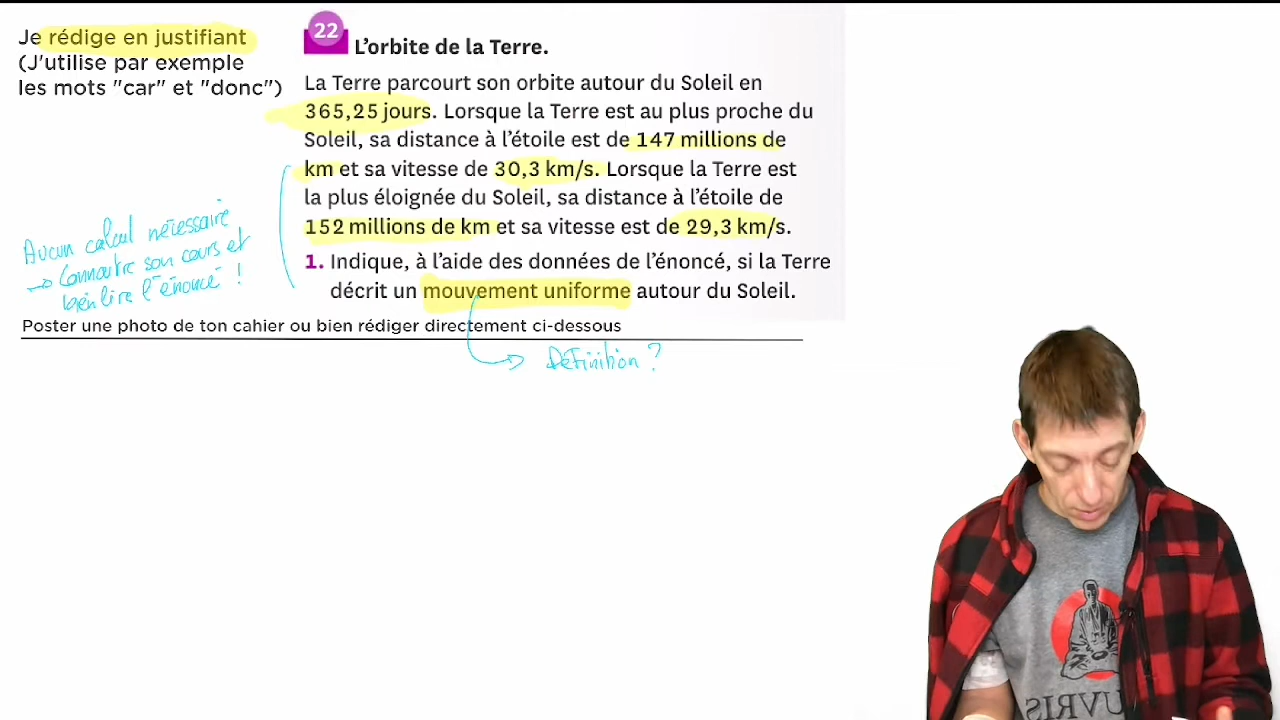 Je rédige en justifiant
(J'utilise par exemple
les mots "car" et "donc")
22
L'orbite de la Terre.
La Terre parcourt son orbite autour du Soleil en
365,25 jours. Lorsque la Terre est au plus proche du
Soleil, sa distance à l'étoile est de 147 millions de
km et sa vitesse de 30,3 km/s. Lorsque la Terre est
la plus éloignée du Soleil, sa distance à l'étoile de
152 millions de km et sa vitesse est de 29,3 km/s.
1. Indique, à l'aide des données de l'énoncé, si la Terre
décrit un mouvement uniforme autour du Soleil.
Aucun calcul nécessaire
→ Connaître son cours et
bien lire l'énoncé !
Poster une photo de ton cahier ou bien rédiger directement ci-dessous
→ Définition ?
UVRIS